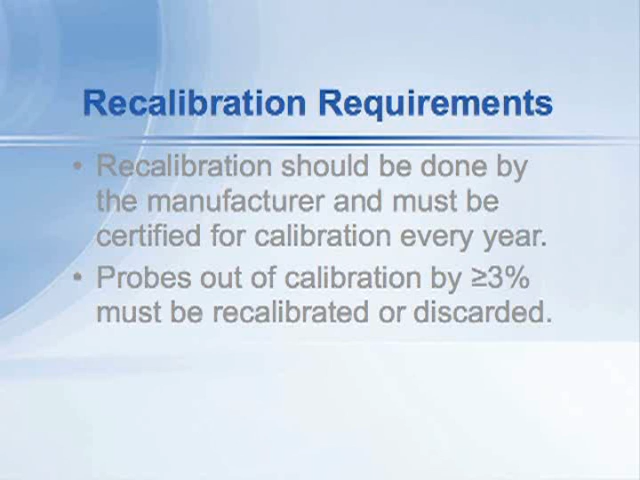 Recalibration Requirements
• Recalibration should be done by
the manufacturer and must be
certified for calibration every year.
• Probes out of calibration by ≥3%
must be recalibrated or discarded.